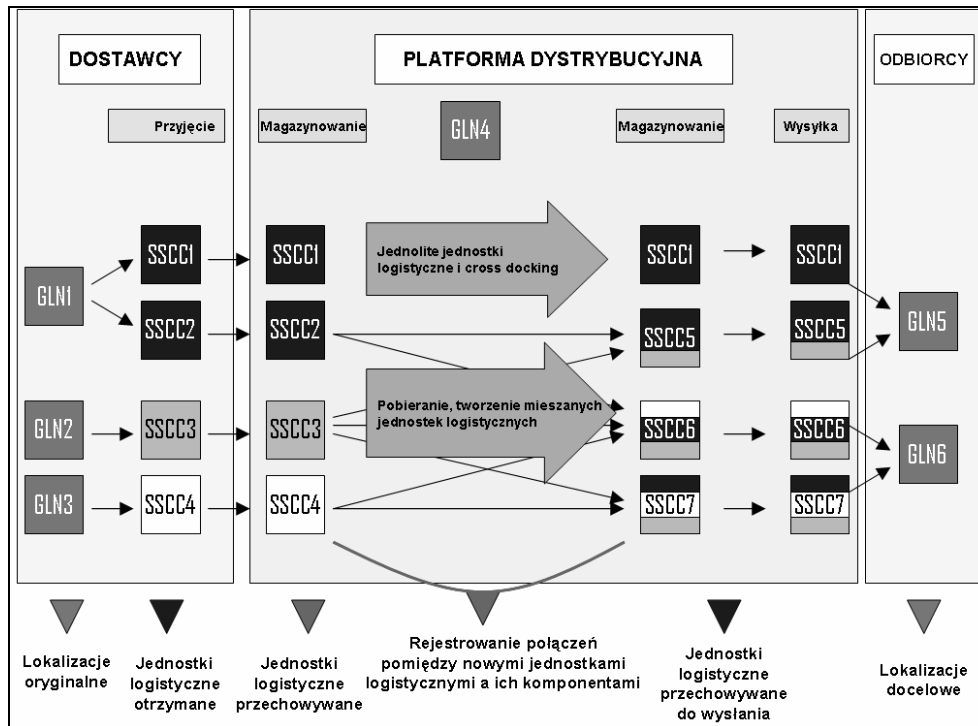 DOSTAWCY
PLATFORMA DYSTRYBUCYJNA
ODBIORCY
Przyjęcie
Magazynowanie
GLN4
Magazynowanie
Wysyłka
SSCC1
SSCC1
Jednolite jednostki
logistyczne i cross docking
SSCC1
SSCC1
GLN1
SSCC2
SSCC2
SSCC5
SSCC5
GLN5
GLN2
SSCC3
SSCC3
Pobieranie, tworzenie mieszanych
jednostek logistycznych
SSCC6
SSCC6
GLN6
GLN3
SSCC4
SSCC4
SSCC7
SSCC7
Lokalizacje
oryginalne
Jednostki
logistyczne
otrzymane
Jednostki
logistyczne
przechowywane
Rejestrowanie połączeń
pomiędzy nowymi jednostkami
logistycznymi a ich komponentami
Jednostki
logistyczne
przechowywane
do wysłania
Lokalizacje
docelowe